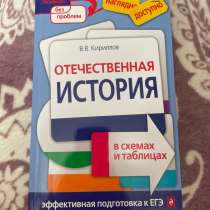 без проблем
наглядно
доступно
В.В. Кириллов
ОТЕЧЕСТВЕННАЯ
ИСТОРИЯ
в схемах и таблицах
эффективная подготовка к ЕГЭ